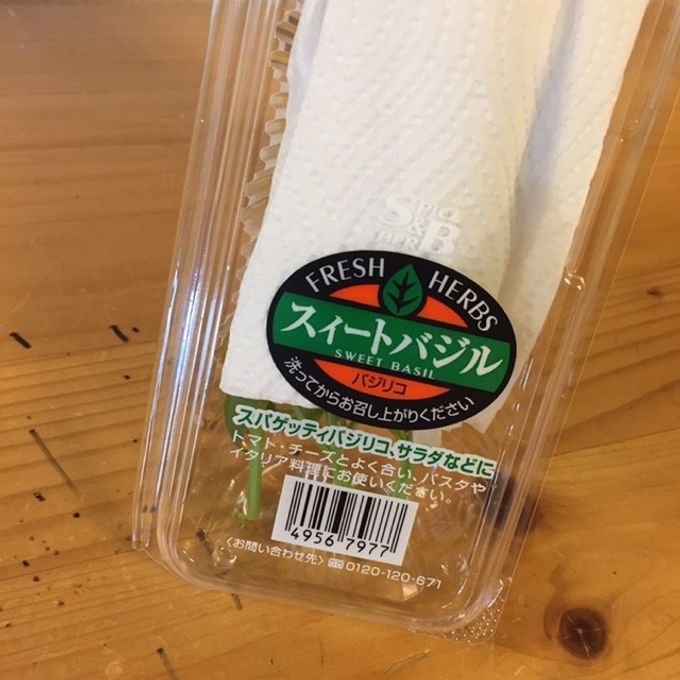 SPICE
&
HERB
FRESH HERBS
スイートバジル
SWEET BASIL
バジリコ
洗ってからお召し上がりください
スパゲッティバジリコ、サラダなどに
トマト・チーズとよく合い、パスタや
イタリア料理にお使いください。
4956 7977
〈お問い合わせ先〉 0120-120-671